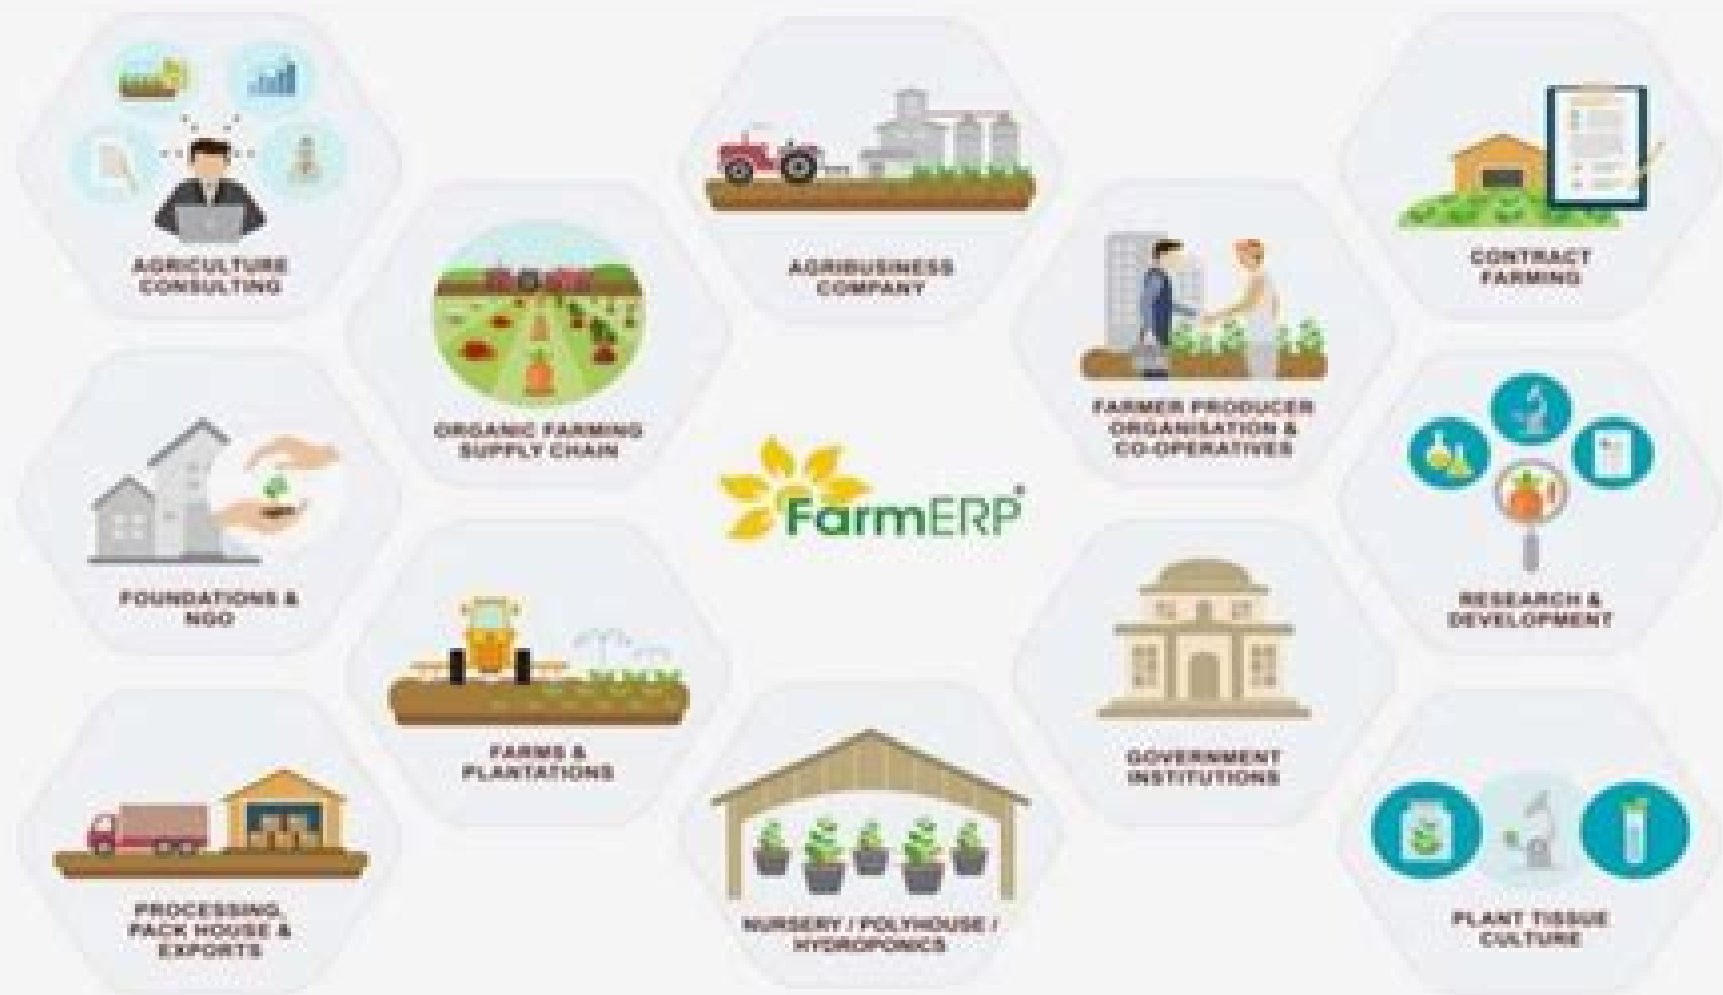 AGRICULTURE
CONSULTING
AGRIBUSINESS
COMPANY
CONTRACT
FARMING
ORGANIC FARMING
SUPPLY CHAIN
FARMER PRODUCER
ORGANISATION &
CO-OPERATIVES
FarmERP
FOUNDATIONS &
NGO
RESEARCH &
DEVELOPMENT
FARMS &
PLANTATIONS
GOVERNMENT
INSTITUTIONS
PROCESSING,
PACK HOUSE &
EXPORTS
NURSERY / POLYHOUSE /
HYDROPONICS
PLANT TISSUE
CULTURE